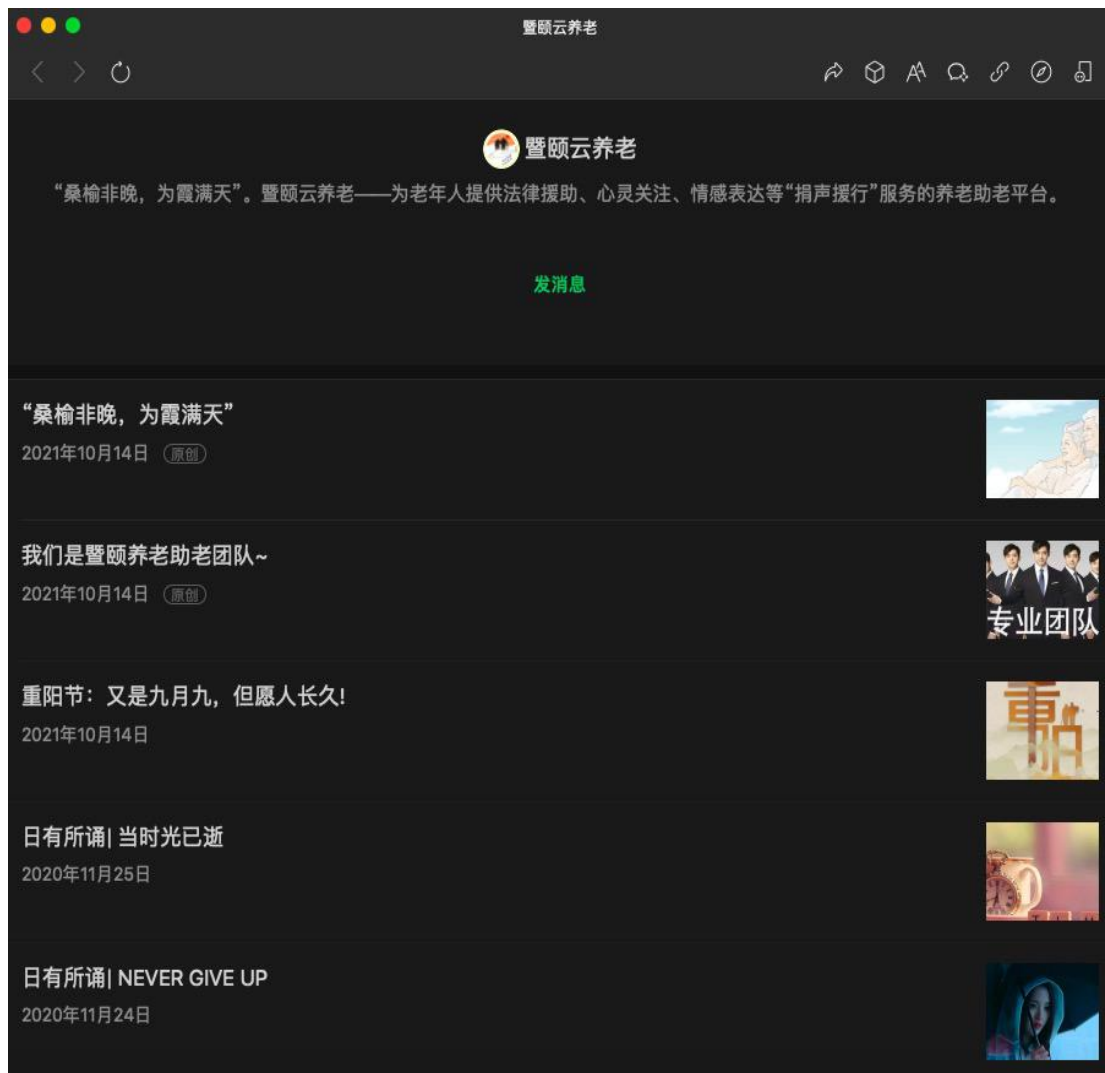 暨颐云养老
暨颐云养老
“桑榆非晚，为霞满天”。暨颐云养老——为老年人提供法律援助、心灵关注、情感表达等“捐声援行”服务的养老助老平台。
发消息
“桑榆非晚，为霞满天”
2021年10月14日 原创
我们是暨颐养老助老团队~
2021年10月14日 原创
专业团队
重阳节：又是九月九，但愿人长久!
2021年10月14日
重阳
日有所诵| 当时光已逝
2020年11月25日
日有所诵| NEVER GIVE UP
2020年11月24日